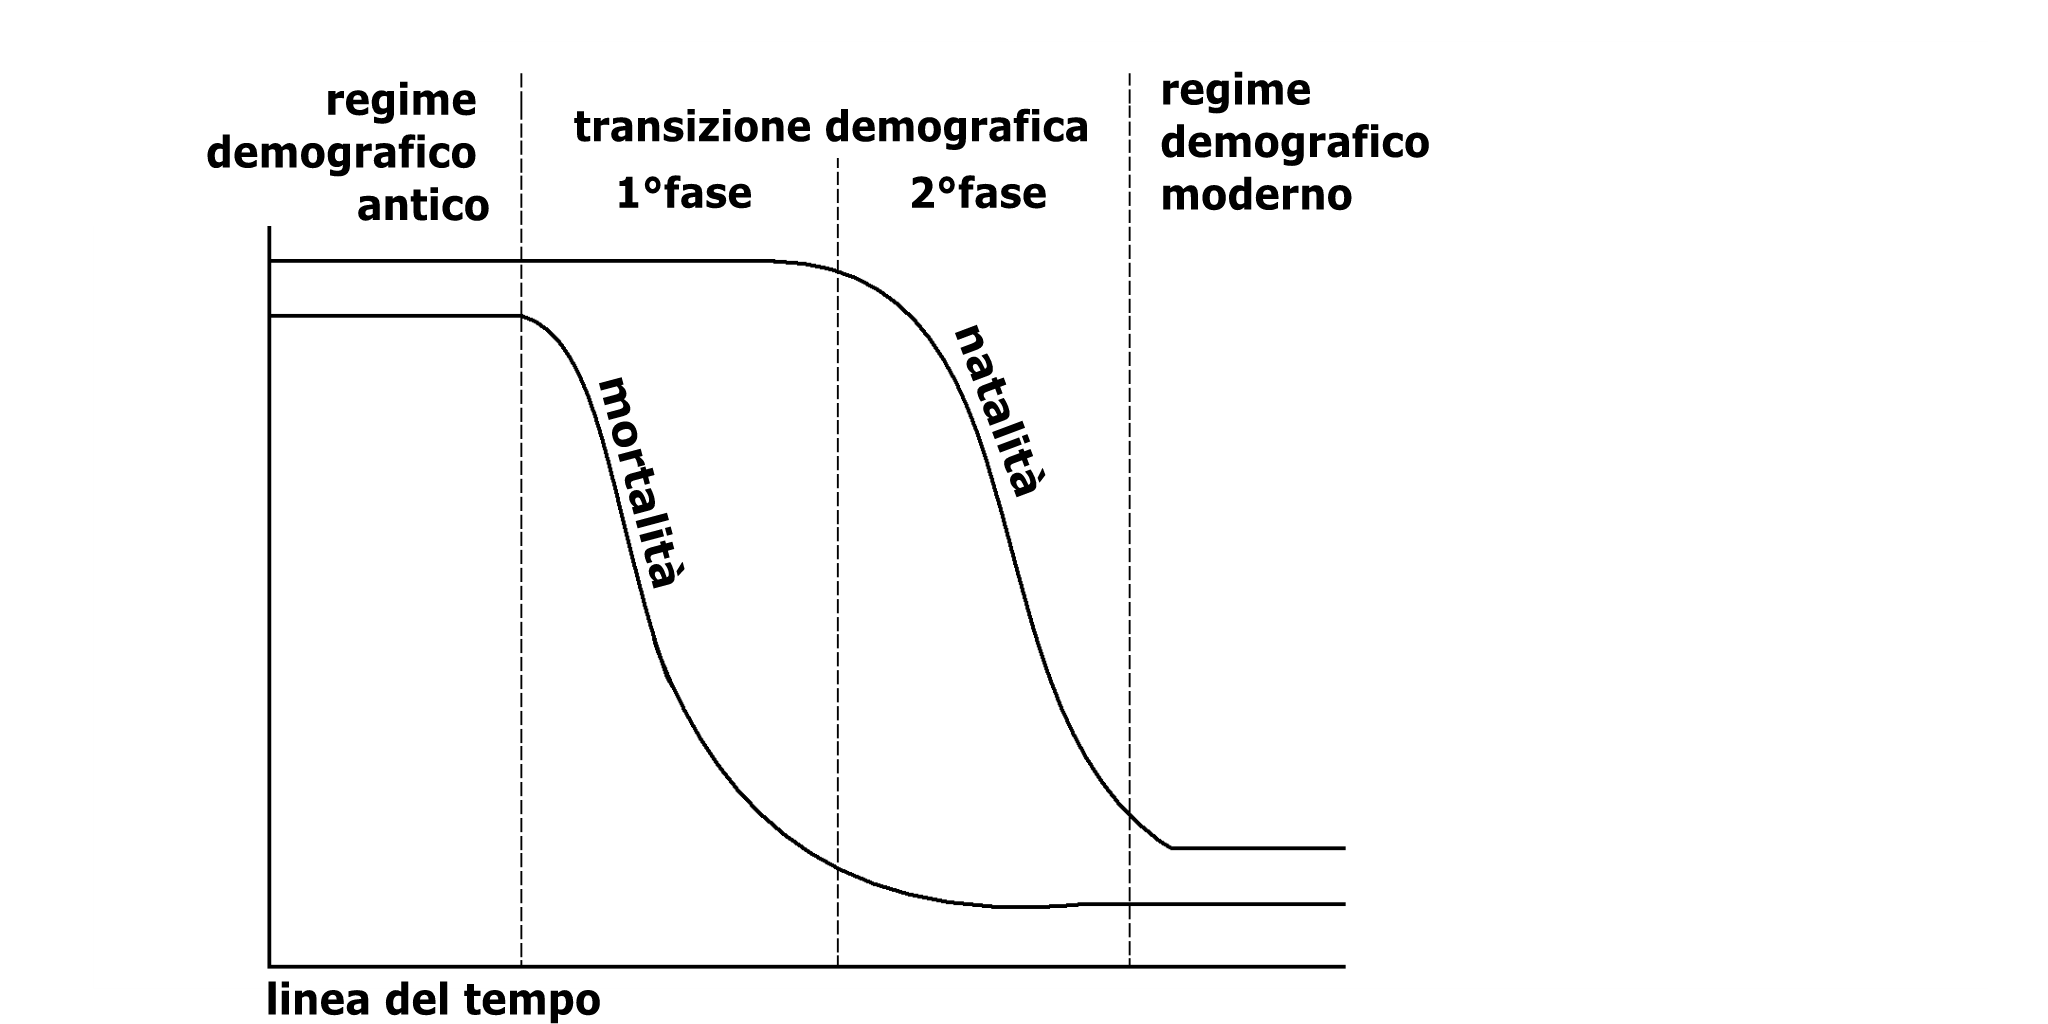 regime
demografico
antico
transizione demografica
1°fase
2°fase
regime
demografico
moderno
mortalità
natalità
linea del tempo